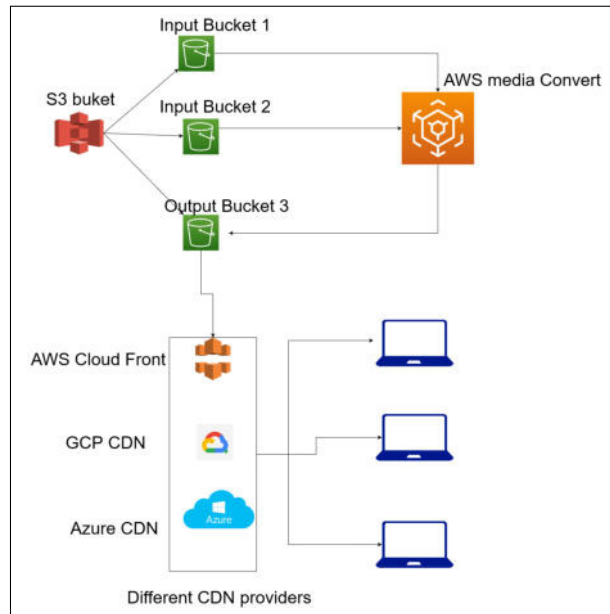 Input Bucket 1
AWS media Convert
S3 buket
Input Bucket 2
Output Bucket 3
AWS Cloud Front
GCP CDN
Azure
Azure CDN
Different CDN providers